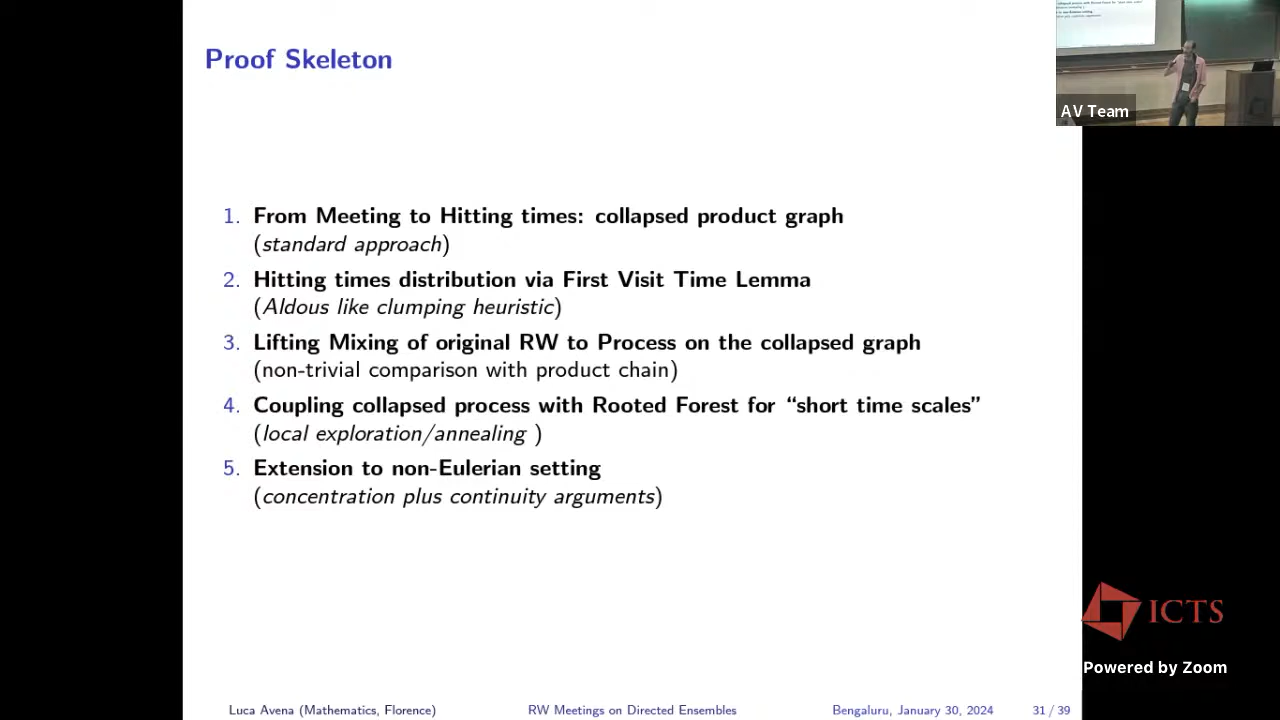 Proof Skeleton
AV Team
1. From Meeting to Hitting times: collapsed product graph
(standard approach)
2. Hitting times distribution via First Visit Time Lemma
(Aldous like clumping heuristic)
3. Lifting Mixing of original RW to Process on the collapsed graph
(non-trivial comparison with product chain)
4. Coupling collapsed process with Rooted Forest for “short time scales”
(local exploration/annealing )
5. Extension to non-Eulerian setting
(concentration plus continuity arguments)
ICTS
Powered by Zoom
Luca Avena (Mathematics, Florence) RW Meetings on Directed Ensembles Bengaluru, January 30, 2024 31 / 39